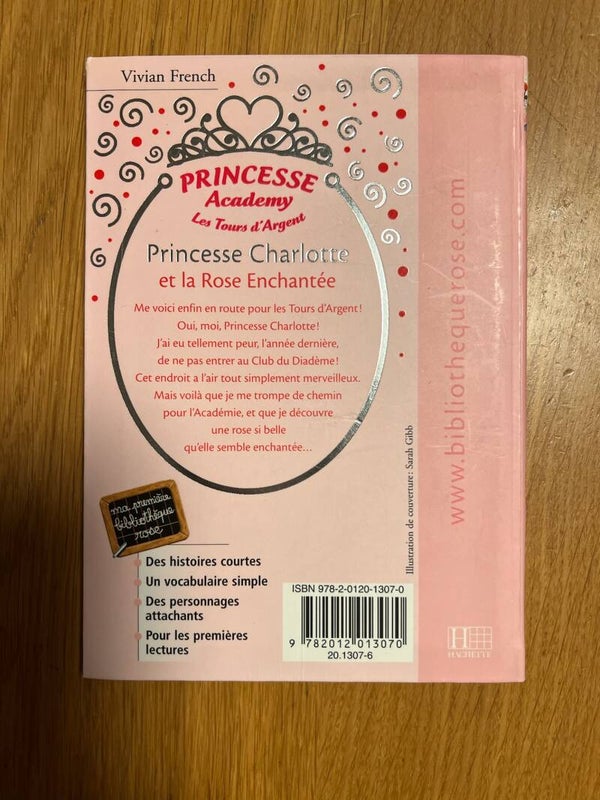 Vivian French
PRINCESSE
Academy
Les Tours d'Argent
Princesse Charlotte
et la Rose Enchantée
Me voici enfin en route pour les Tours d'Argent !
Oui, moi, Princesse Charlotte !
J'ai eu tellement peur, l'année dernière,
de ne pas entrer au Club du Diadème !
Cet endroit a l'air tout simplement merveilleux.
Mais voilà que je me trompe de chemin
pour l'Académie, et que je découvre
une rose si belle
qu'elle semble enchantée...
ma première
bibliothèque
rose
Des histoires courtes
Un vocabulaire simple
Des personnages
attachants
Pour les premières
lectures
Illustration de couverture : Sarah Gibb
ISBN 978-2-0120-1307-0
9 782012 013070
20.1307-6
www.bibliothequerose.com
H
HACHETTE